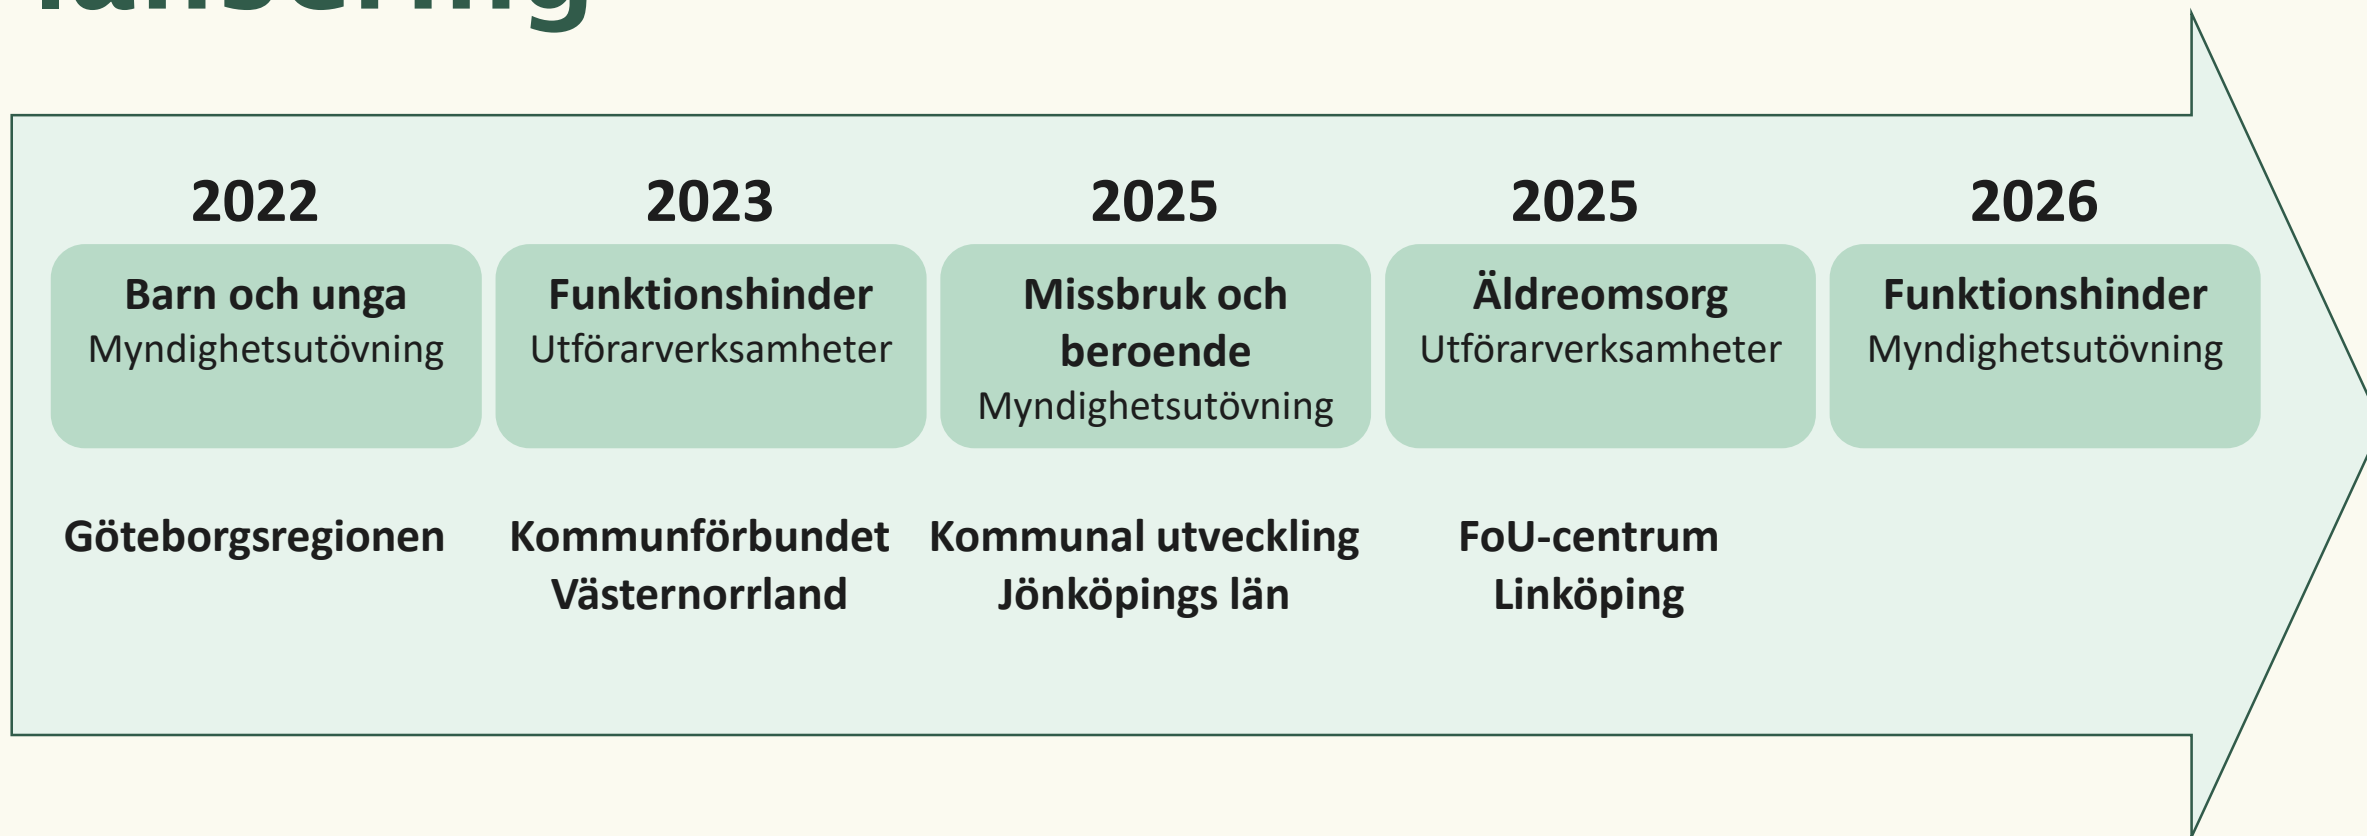 lansering
2022
2023
2025
2025
2026
Barn och unga
Myndighetsutövning
Funktionshinder
Utförarverksamheter
Missbruk och
beroende
Myndighetsutövning
Äldreomsorg
Utförarverksamheter
Funktionshinder
Myndighetsutövning
Göteborgsregionen
Kommunförbundet
Västernorrland
Kommunal utveckling
Jönköpings län
FoU-centrum
Linköping